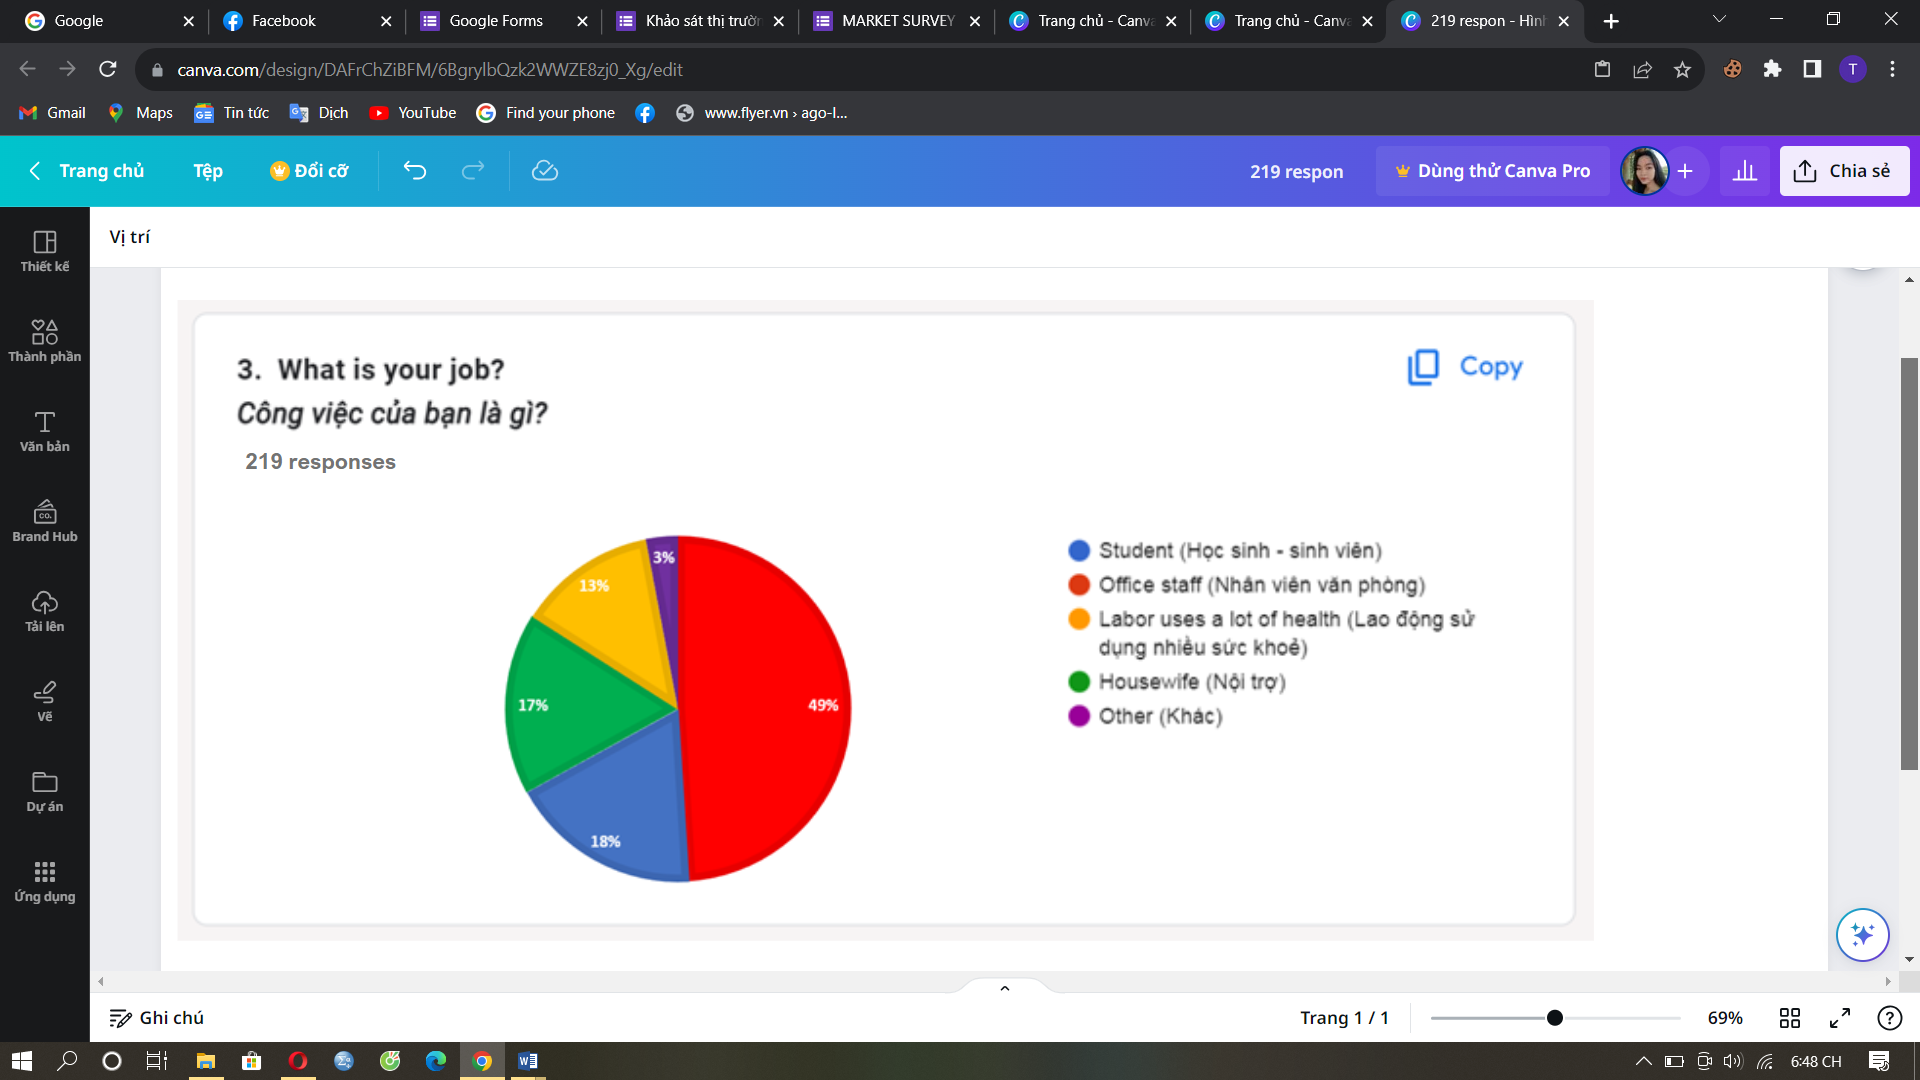 Google
Facebook
Google Forms
Khảo sát thị trườn
MARKET SURVEY
Trang chủ - Canva
Trang chủ - Canva
219 respon - Hình
canva.com/design/DAFrChZiBFM/6BgrylbQzk2WWZE8zj0_Xg/edit
T
Gmail
Maps
Tin tức
Dịch
YouTube
Find your phone
www.flyer.vn › ago-l...
Trang chủ
Tệp
Đổi cỡ
219 respon
Dùng thử Canva Pro
Chia sẻ
Thiết kế
Thành phần
Văn bản
CO.
Brand Hub
Tải lên
Vẽ
Dự án
Ứng dụng
Vị trí
3. What is your job?
Công việc của bạn là gì?
219 responses
Copy
3%
13%
17%
49%
18%
Student (Học sinh - sinh viên)
Office staff (Nhân viên văn phòng)
Labor uses a lot of health (Lao động sử
dụng nhiều sức khoẻ)
Housewife (Nội trợ)
Other (Khác)
Ghi chú
Trang 1 / 1
69%
6:48 CH